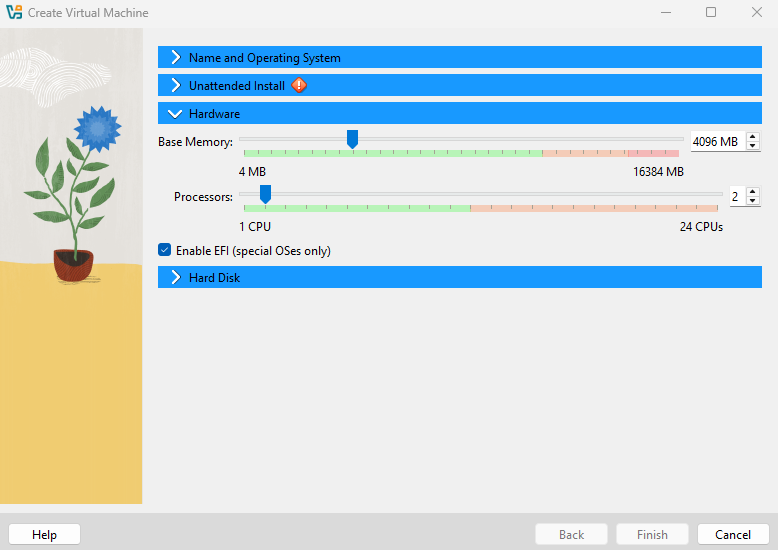 Create Virtual Machine
Name and Operating System
Unattended Install
Hardware
Base Memory: 4096 MB
4 MB 16384 MB
Processors: 2
1 CPU 24 CPUs
Enable EFI (special OSes only)
Hard Disk
Help Back Finish Cancel